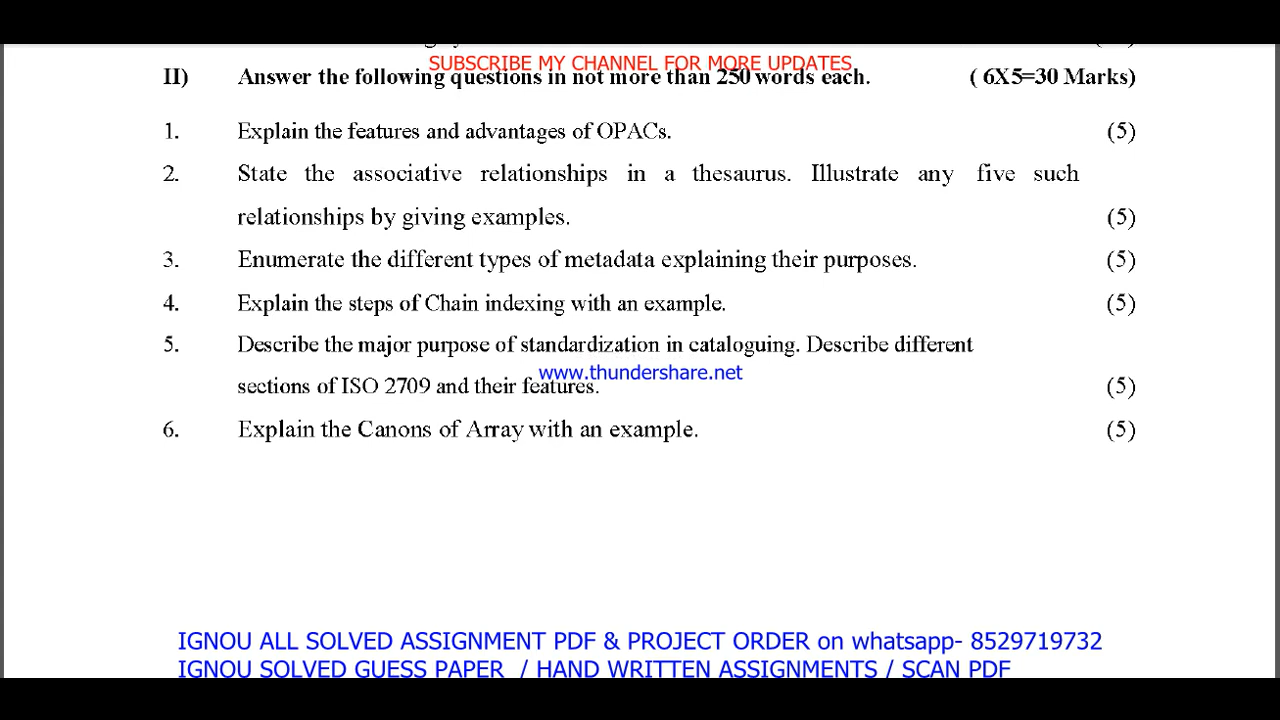 SUBSCRIBE MY CHANNEL FOR MORE UPDATES
II) Answer the following questions in not more than 250 words each. ( 6X5=30 Marks)
1. Explain the features and advantages of OPACs. (5)
2. State the associative relationships in a thesaurus. Illustrate any five such
relationships by giving examples. (5)
3. Enumerate the different types of metadata explaining their purposes. (5)
4. Explain the steps of Chain indexing with an example. (5)
5. Describe the major purpose of standardization in cataloguing. Describe different
www.thundershare.net
sections of ISO 2709 and their features. (5)
6. Explain the Canons of Array with an example. (5)
IGNOU ALL SOLVED ASSIGNMENT PDF & PROJECT ORDER on whatsapp- 8529719732
IGNOU SOLVED GUESS PAPER / HAND WRITTEN ASSIGNMENTS / SCAN PDF